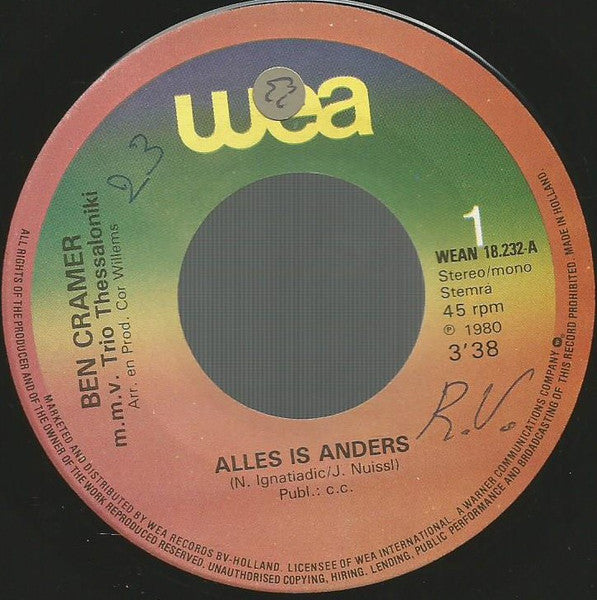 wea
23
23
BEN CRAMER
m.m.v. Trio Thessaloniki
Arr. en Prod. Cor Willems
1
WEAN 18.232-A
Stereo/mono
Stemra
45 rpm
℗ 1980
3'38
R.V.
ALLES IS ANDERS
(N. Ignatiadic/J. Nuissl)
Publ.: c.c.
ALL RIGHTS OF THE PRODUCER AND OF THE OWNER OF THE WORK REPRODUCED RESERVED. UNAUTHORISED COPYING, HIRING, LENDING, PUBLIC PERFORMANCE AND BROADCASTING OF THIS RECORD PROHIBITED. MADE IN HOLLAND.
MARKETED AND DISTRIBUTED BY WEA RECORDS BV-HOLLAND. LICENSEE OF WEA INTERNATIONAL. A WARNER COMMUNICATIONS COMPANY